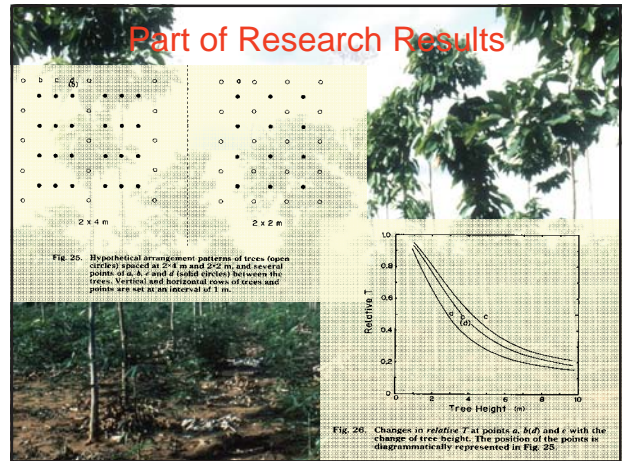 Part of Research Results
b c d
(b)
a
2 x 4 m
2 x 2 m
Fig. 25. Hypothetical arrangement patterns of trees (open
circles) spaced at 2×4 m and 2×2 m, and several
points of a, b, c and d (solid circles) between the
trees. Vertical and horizontal rows of trees and
points are set at an interval of 1 m.
Relative T
1.0
0.8
0.6
0.4
0.2
0
a b c
(d)
2 4 6 8 10
Tree Height (m)
Fig. 26. Changes in relative T at points a, b(d) and c with the
change of tree height. The position of the points is
diagrammatically represented in Fig. 25.